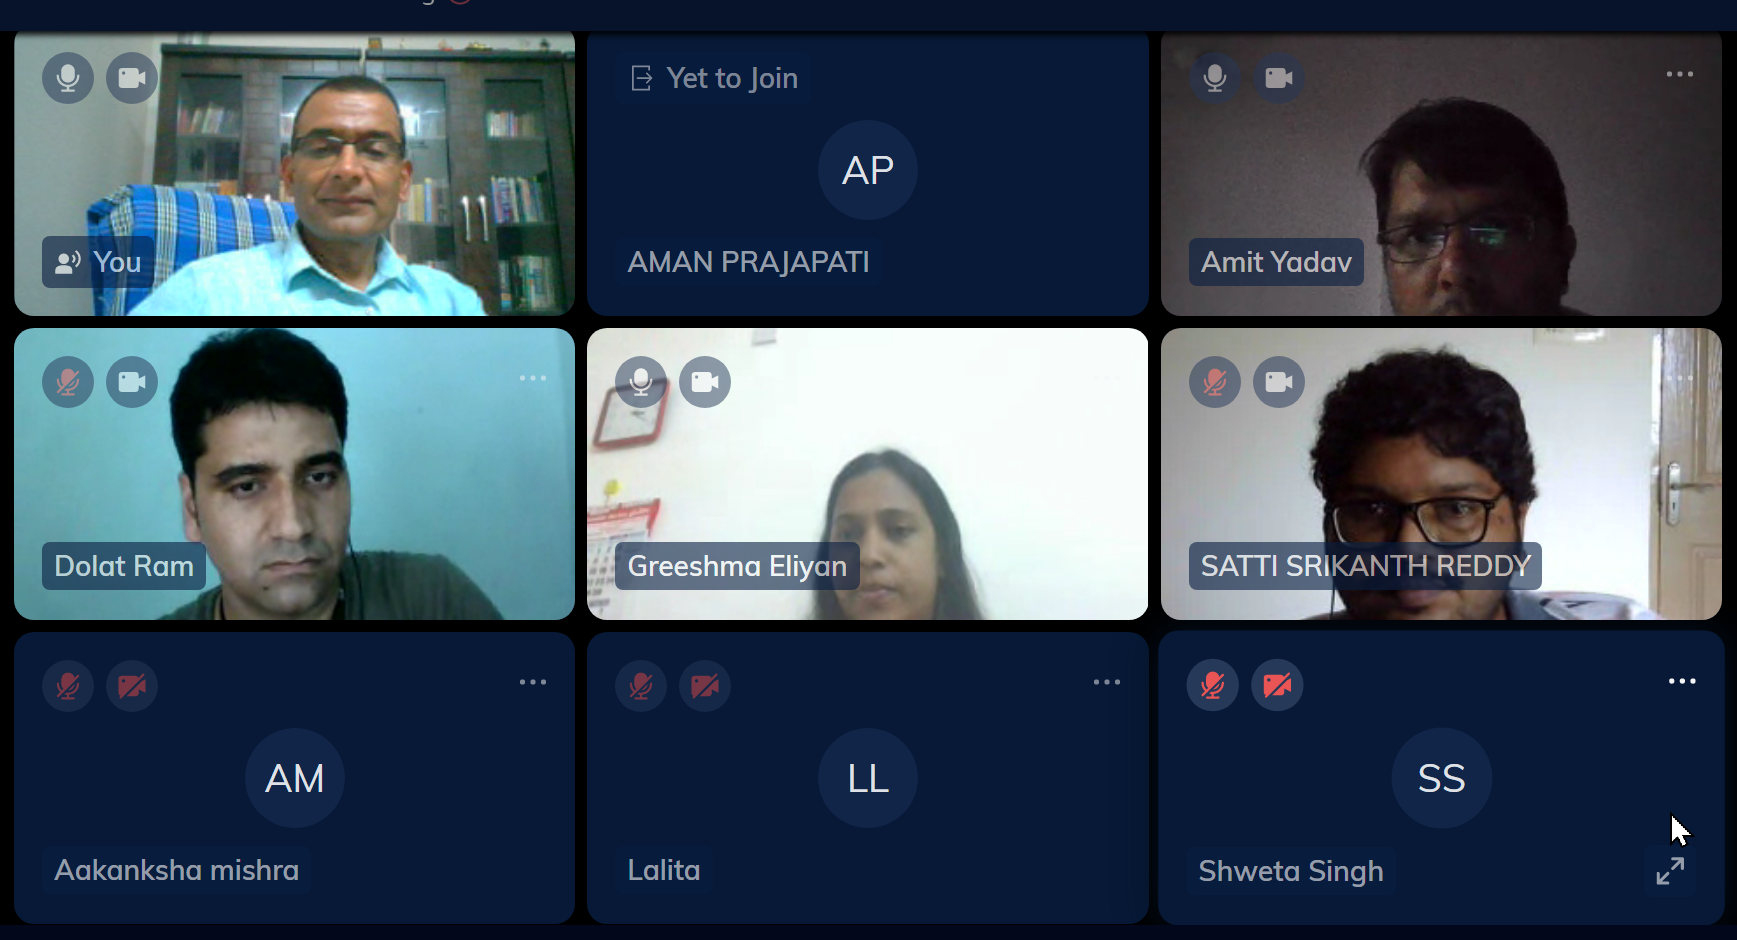 Yet to Join
AP
You
AMAN PRAJAPATI
Amit Yadav
Dolat Ram
Greeshma Eliyan
SATTI SRIKANTH REDDY
AM
LL
SS
Aakanksha mishra
Lalita
Shweta Singh